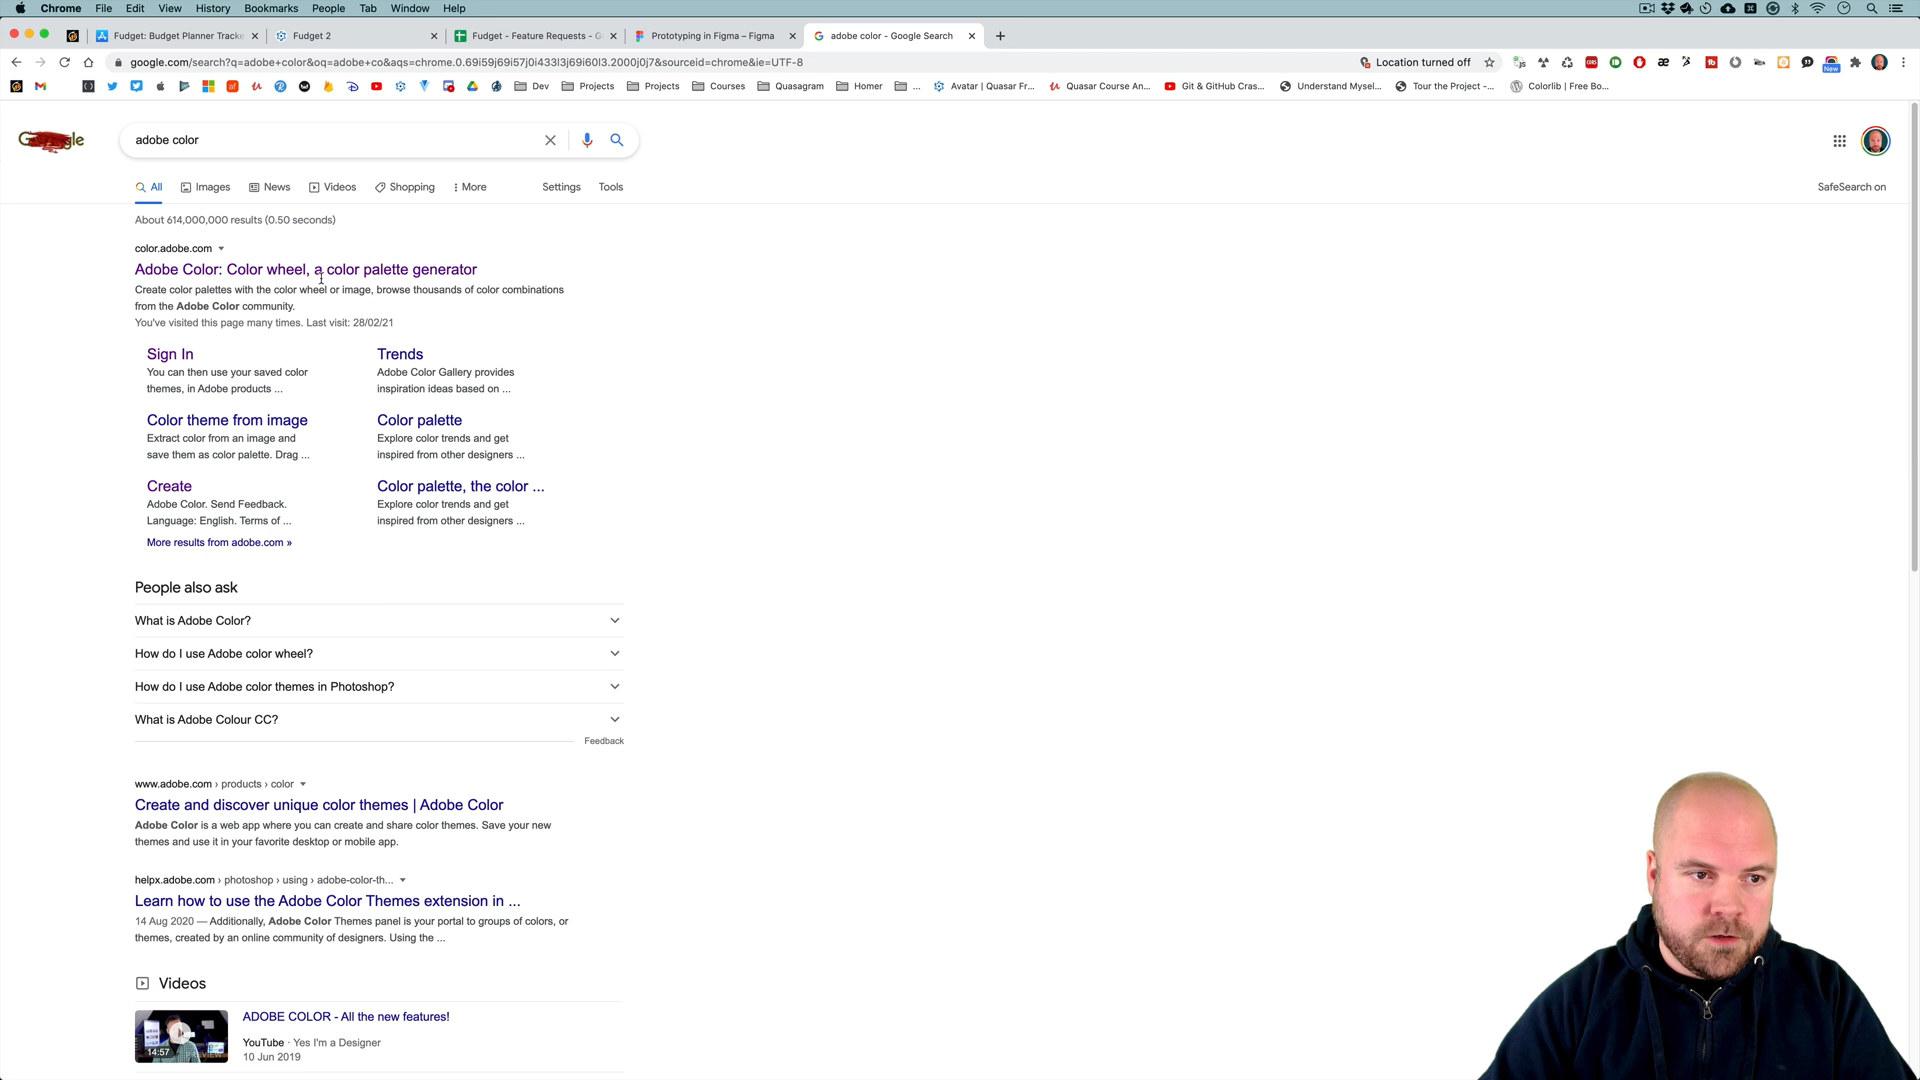 Chrome File Edit View History Bookmarks People Tab Window Help
Fudget: Budget Planner Tracke
Fudget 2
Fudget - Feature Requests - G
Prototyping in Figma – Figma
adobe color - Google Search
google.com/search?q=adobe+color&oq=adobe+co&aqs=chrome.0.69i59j69i57j0i433l3j69i60l3.2000j0j7&sourceid=chrome&ie=UTF-8
Location turned off
New
Dev
Projects
Projects
Courses
Quasagram
Homer
...
Avatar | Quasar Fr...
Quasar Course An...
Git & GitHub Cras...
Understand Mysel...
Tour the Project -...
Colorlib | Free Bo...
adobe color
All Images News Videos Shopping More Settings Tools
SafeSearch on
About 614,000,000 results (0.50 seconds)
color.adobe.com
Adobe Color: Color wheel, a color palette generator
Create color palettes with the color wheel or image, browse thousands of color combinations
from the Adobe Color community.
You've visited this page many times. Last visit: 28/02/21
Sign In
You can then use your saved color
themes, in Adobe products ...
Trends
Adobe Color Gallery provides
inspiration ideas based on ...
Color theme from image
Extract color from an image and
save them as color palette. Drag ...
Color palette
Explore color trends and get
inspired from other designers ...
Create
Adobe Color. Send Feedback.
Language: English. Terms of ...
Color palette, the color ...
Explore color trends and get
inspired from other designers ...
More results from adobe.com »
People also ask
What is Adobe Color?
How do I use Adobe color wheel?
How do I use Adobe color themes in Photoshop?
What is Adobe Colour CC?
Feedback
www.adobe.com › products › color
Create and discover unique color themes | Adobe Color
Adobe Color is a web app where you can create and share color themes. Save your new
themes and use it in your favorite desktop or mobile app.
helpx.adobe.com › photoshop › using › adobe-color-th...
Learn how to use the Adobe Color Themes extension in ...
14 Aug 2020 — Additionally, Adobe Color Themes panel is your portal to groups of colors, or
themes, created by an online community of designers. Using the ...
Videos
14:57
PREVIEW
ADOBE COLOR - All the new features!
YouTube · Yes I'm a Designer
10 Jun 2019